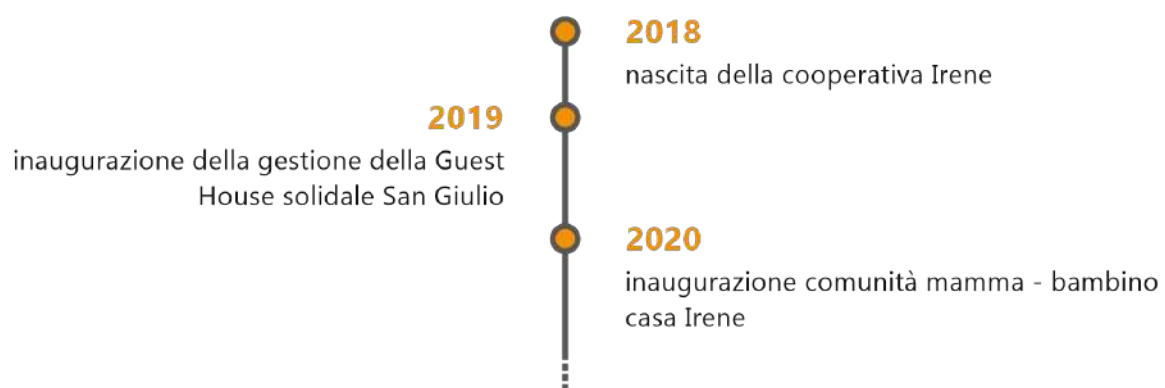 2018
nascita della cooperativa Irene
2019
inaugurazione della gestione della Guest
House solidale San Giulio
2020
inaugurazione comunità mamma - bambino
casa Irene